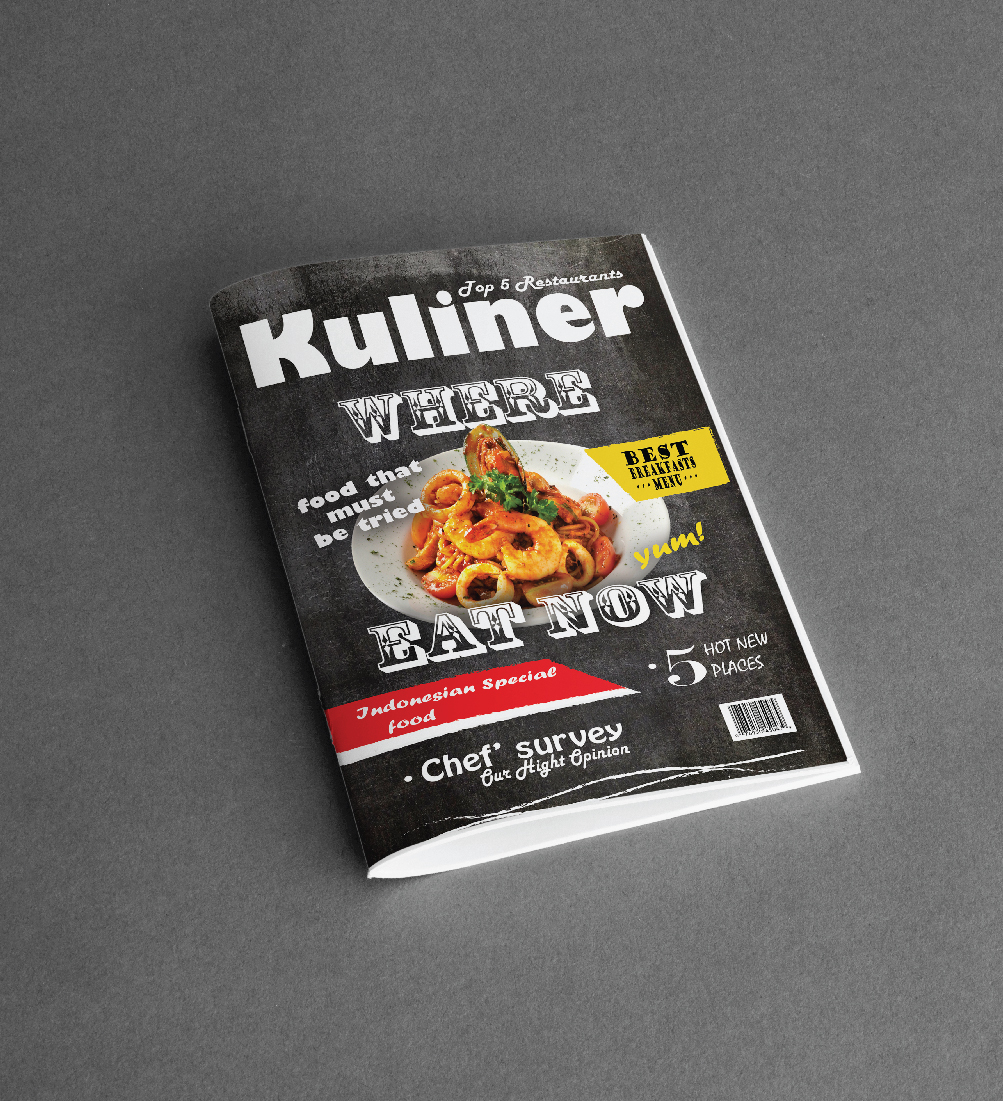 Top 5 Restaurants
Kuliner
WHERE
food that
must
be tried
BEST
BREAKFASTS
MENU
yum!
EAT NOW
5 HOT NEW
PLACES
Indonesian Special
food
• Chef' survey
Our Hight Opinion